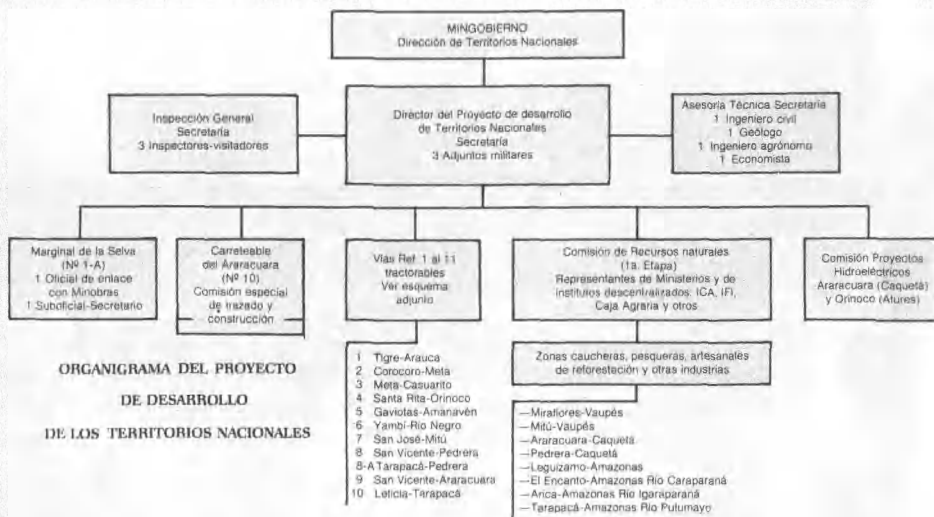 MINGOBIERNO
Dirección de Territorios Nacionales
Inspección General
Secretaría
3 Inspectores-visitadores
Director del Proyecto de desarrollo
de Territorios Nacionales
Secretaría
3 Adjuntos militares
Asesoría Técnica Secretaría
1 Ingeniero civil
1 Geólogo
1 Ingeniero agrónomo
1 Economista
Marginal de la Selva
(Nº 1-A)
1 Oficial de enlace
con Minobras
1 Suboficial-Secretario
Carreteable
del Araracuara
(Nº 10)
Comisión especial
de trazado y
construcción
Vías Ref. 1 al 11
tractorables
Ver esquema
adjunto
Comisión de Recursos naturales
(1a. Etapa)
Representantes de Ministerios y de
institutos descentralizados: ICA, IFI,
Caja Agraria y otros
Comisión Proyectos
Hidroeléctricos
Araracuara (Caquetá)
y Orinoco (Atures)
ORGANIGRAMA DEL PROYECTO
DE DESARROLLO
DE LOS TERRITORIOS NACIONALES
1 Tigre-Arauca
2 Corocoro-Meta
3 Meta-Casuarito
4 Santa Rita-Orinoco
5 Gaviotas-Amanavén
6 Yambí-Río Negro
7 San José-Mitú
8 San Vicente-Pedrera
8-A Tarapacá-Pedrera
9 San Vicente-Araracuara
10 Leticia-Tarapacá
Zonas caucheras, pesqueras, artesanales
de reforestación y otras industrias
—Miraflores-Vaupés
—Mitú-Vaupés
—Araracuara-Caquetá
—Pedrera-Caquetá
—Leguízamo-Amazonas
—El Encanto-Amazonas Río Caraparaná
—Arica-Amazonas Río Igaraparaná
—Tarapacá-Amazonas Río Putumayo